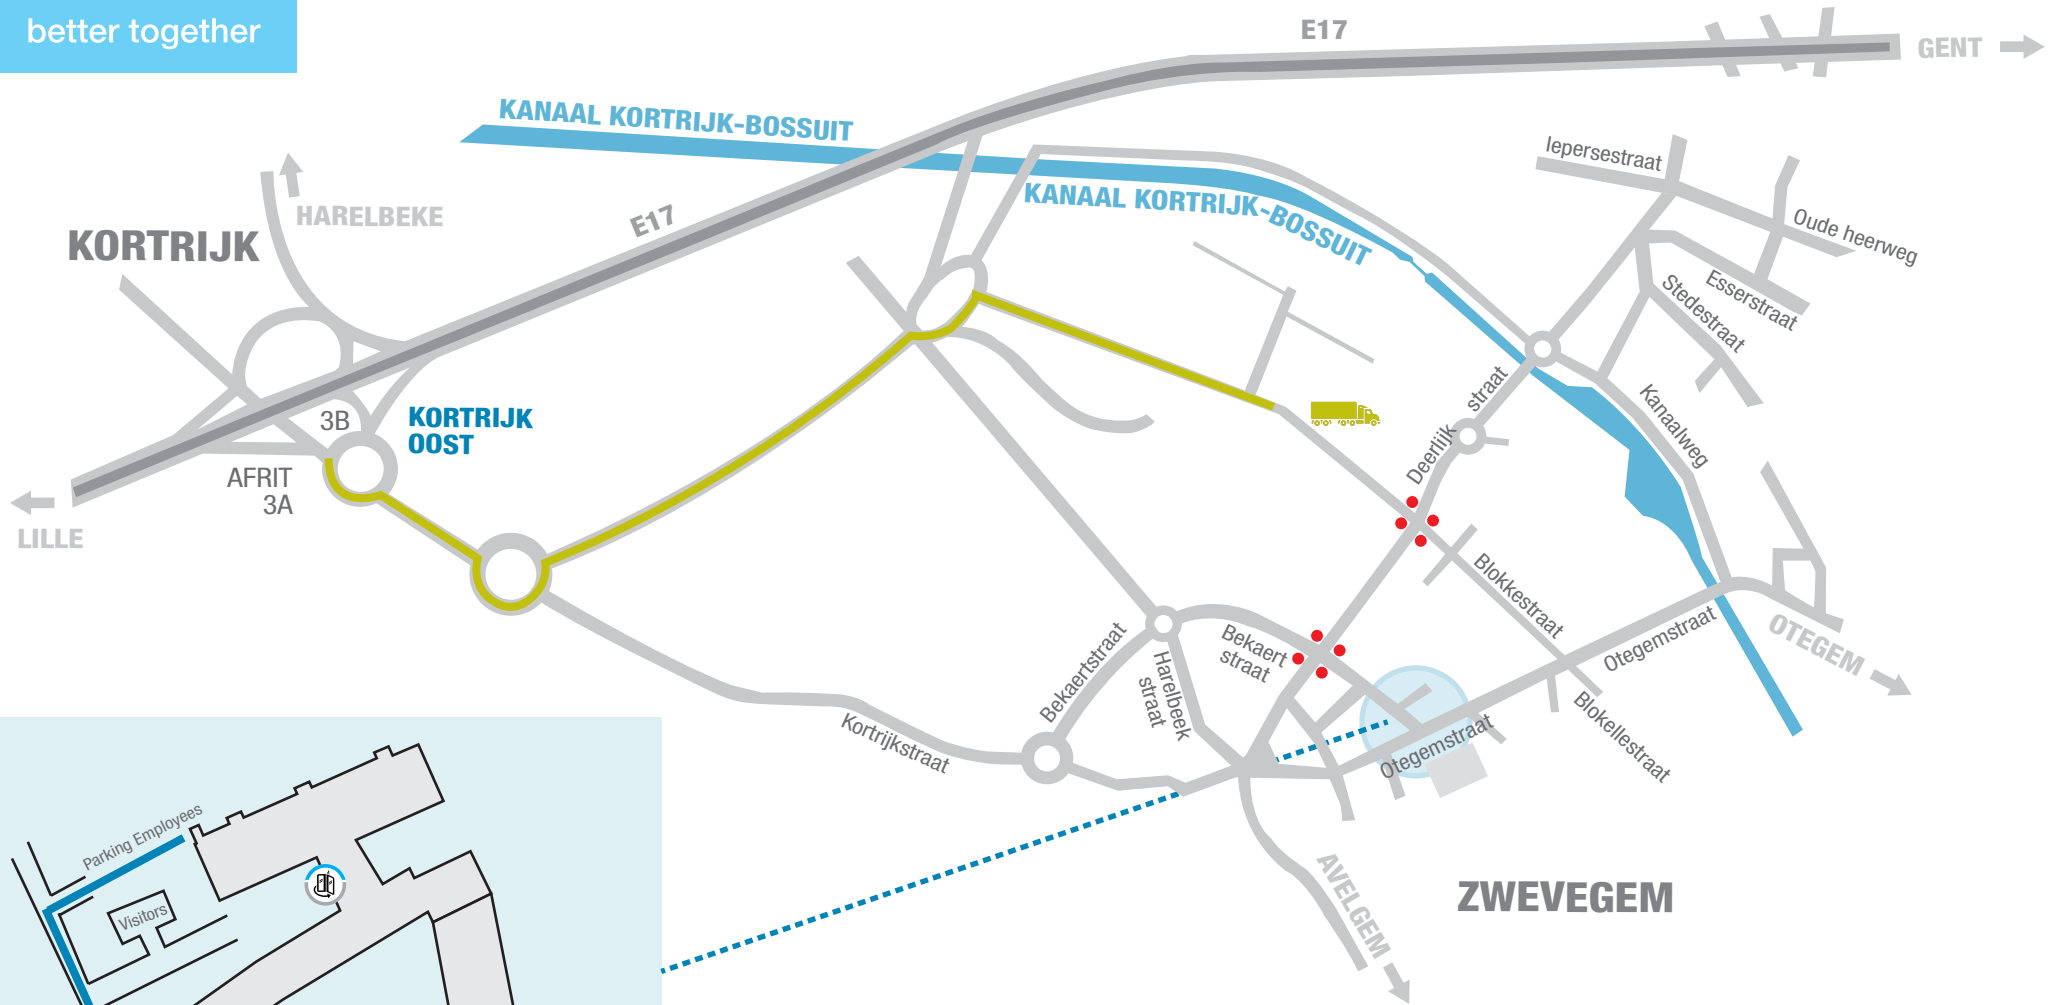 better together
E17
GENT
KANAAL KORTRIJK-BOSSUIT
Iepersestraat
HARELBEKE
KANAAL KORTRIJK-BOSSUIT
E17
Oude heerweg
KORTRIJK
Esserstraat
Stedestraat
straat
Deerlijk
Kanaalweg
3B
KORTRIJK
OOST
AFRIT
3A
LILLE
Blokkestraat
Otegemstraat
OTEGEM
Bekaertstraat
Harelbeek
straat
Bekaert
straat
Blokellestraat
Otegemstraat
Kortrijkstraat
AVELGEM
ZWEVEGEM
Parking Employees
Visitors